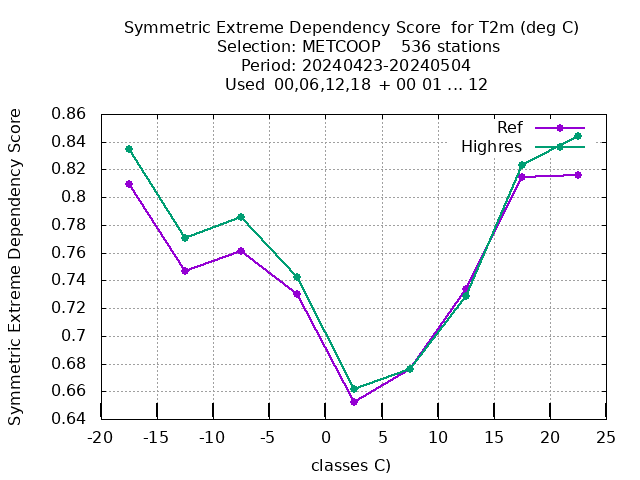 Symmetric Extreme Dependency Score  for T2m (deg C)
Selection: METCOOP    536 stations
Period: 20240423-20240504
Used  00,06,12,18 + 00 01 ... 12
Symmetric Extreme Dependency Score
0.86
0.84
0.82
0.8
0.78
0.76
0.74
0.72
0.7
0.68
0.66
0.64
Ref
Highres
-20 -15 -10 -5 0 5 10 15 20 25
classes C)